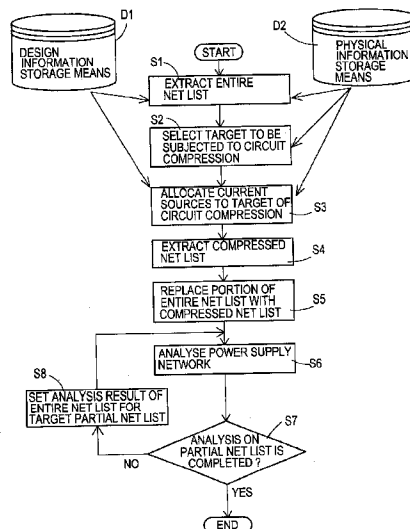 D1
DESIGN
INFORMATION
STORAGE MEANS
START
D2
PHYSICAL
INFORMATION
STORAGE
MEANS
S1
EXTRACT ENTIRE
NET LIST
S2
SELECT TARGET TO BE
SUBJECTED TO CIRCUIT
COMPRESSION
ALLOCATE CURRENT
SOURCES TO TARGET OF
CIRCUIT COMPRESSION
S3
EXTRACT COMPRESSED
NET LIST
S4
REPLACE PORTION OF
ENTIRE NET LIST WITH
COMPRESSED NET LIST
S5
ANALYSE POWER SUPPLY
NETWORK
S6
S8
SET ANALYSIS RESULT OF
ENTIRE NET LIST FOR
TARGET PARTIAL NET LIST
S7
ANALYSIS ON
PARTIAL NET LIST IS
COMPLETED ?
NO
YES
END